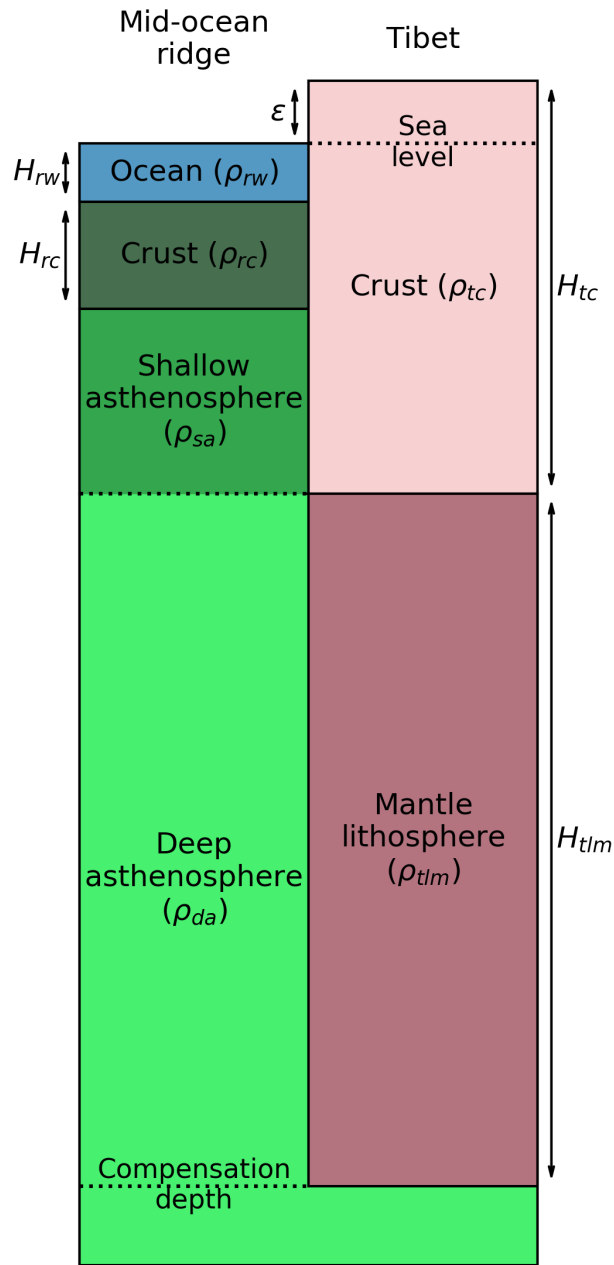 Mid-ocean
ridge
Tibet
ε
Sea
level
H_rw
Ocean (ρ_rw)
H_rc
Crust (ρ_rc)
Crust (ρ_tc)
H_tc
Shallow
asthenosphere
(ρ_sa)
Mantle
lithosphere
(ρ_tlm)
H_tlm
Deep
asthenosphere
(ρ_da)
Compensation
depth